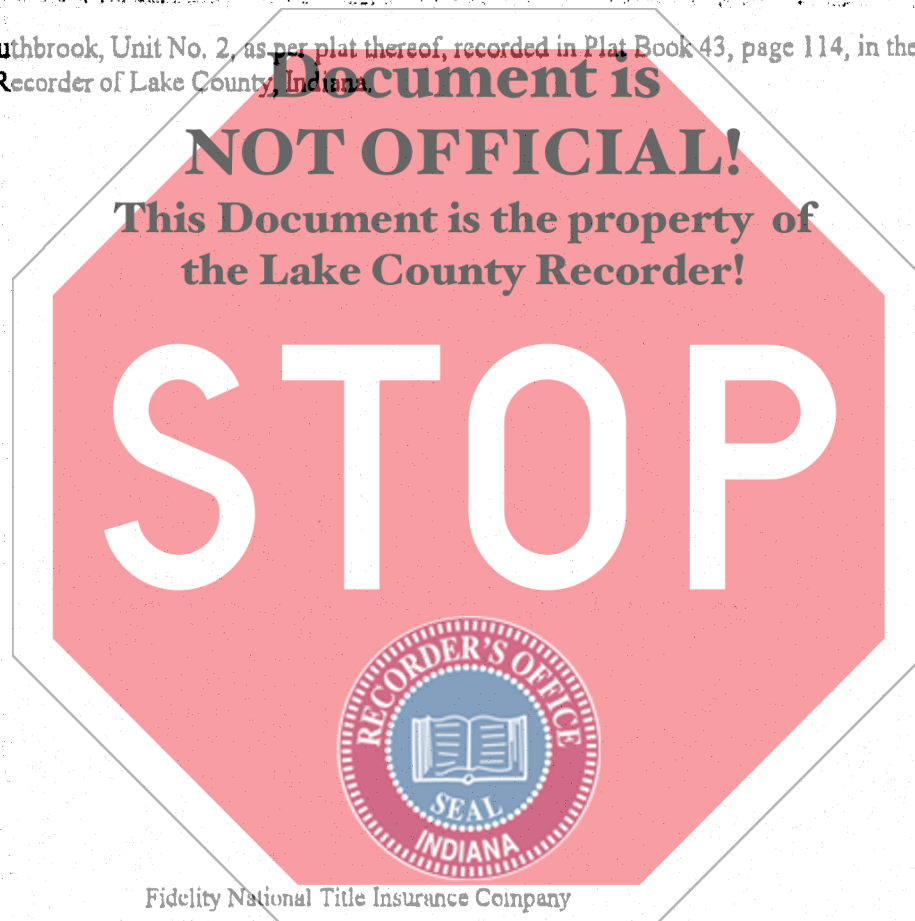 uthbrook, Unit No. 2, as per plat thereof, recorded in Plat Book 43, page 114, in the
Recorder of Lake County, Indiana.
Document is
NOT OFFICIAL!
This Document is the property of
the Lake County Recorder!
STOP
RECORDER'S OFFICE
SEAL
INDIANA
Fidelity National Title Insurance Company